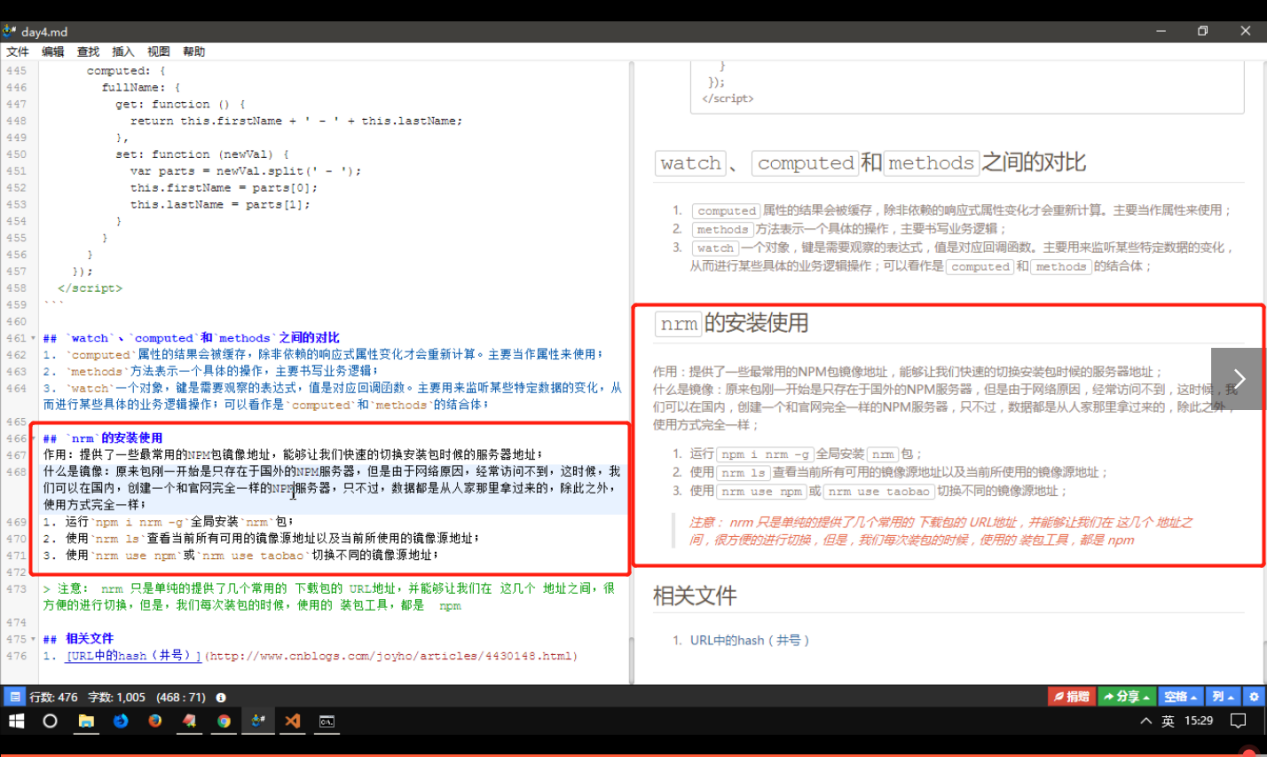 day4.md
文件 编辑 查找 插入 视图 帮助
445 computed: {
446 fullName: {
447 get: function () {
448 return this.firstName + ' - ' + this.lastName;
449 },
450 set: function (newVal) {
451 var parts = newVal.split(' - ');
452 this.firstName = parts[0];
453 this.lastName = parts[1];
454 }
455 }
456 }
457 });
458 </script>
459 ```
460
461 ## `watch`、`computed`和`methods`之间的对比
462 1. `computed`属性的结果会被缓存，除非依赖的响应式属性变化才会重新计算。主要当作属性来使用；
463 2. `methods`方法表示一个具体的操作，主要书写业务逻辑；
464 3. `watch`一个对象，键是需要观察的表达式，值是对应回调函数。主要用来监听某些特定数据的变化，从
而进行某些具体的业务逻辑操作；可以看作是`computed`和`methods`的结合体；
465
466 ## `nrm`的安装使用
467 作用：提供了一些最常用的NPM包镜像地址，能够让我们快速的切换安装包时候的服务器地址；
468 什么是镜像：原来包刚一开始是只存在于国外的NPM服务器，但是由于网络原因，经常访问不到，这时候，我
们可以在国内，创建一个和官网完全一样的NPM服务器，只不过，数据都是从人家那里拿过来的，除此之外，
使用方式完全一样；
469 1. 运行`npm i nrm -g`全局安装`nrm`包；
470 2. 使用`nrm ls`查看当前所有可用的镜像源地址以及当前所使用的镜像源地址；
471 3. 使用`nrm use npm`或`nrm use taobao`切换不同的镜像源地址；
472
473 > 注意： nrm 只是单纯的提供了几个常用的 下载包的 URL地址，并能够让我们在 这几个 地址之间，很
方便的进行切换，但是，我们每次装包的时候，使用的 装包工具，都是 npm
474
475 ## 相关文件
476 1. [URL中的hash（井号）](http://www.cnblogs.com/joyho/articles/4430148.html)
}
});
</script>
watch、computed和methods之间的对比
1. computed属性的结果会被缓存，除非依赖的响应式属性变化才会重新计算。主要当作属性来使用；
2. methods方法表示一个具体的操作，主要书写业务逻辑；
3. watch一个对象，键是需要观察的表达式，值是对应回调函数。主要用来监听某些特定数据的变化，
从而进行某些具体的业务逻辑操作；可以看作是computed和methods的结合体；
nrm的安装使用
作用：提供了一些最常用的NPM包镜像地址，能够让我们快速的切换安装包时候的服务器地址；
什么是镜像：原来包刚一开始是只存在于国外的NPM服务器，但是由于网络原因，经常访问不到，这时候，我
们可以在国内，创建一个和官网完全一样的NPM服务器，只不过，数据都是从人家那里拿过来的，除此之外，
使用方式完全一样；
1. 运行npm i nrm -g全局安装nrm包；
2. 使用nrm ls查看当前所有可用的镜像源地址以及当前所使用的镜像源地址；
3. 使用nrm use npm或nrm use taobao切换不同的镜像源地址；
注意： nrm 只是单纯的提供了几个常用的 下载包的 URL地址，并能够让我们在 这几个 地址之
间，很方便的进行切换，但是，我们每次装包的时候，使用的 装包工具，都是 npm
相关文件
1. URL中的hash（井号）
行数: 476 字数: 1,005 (468 : 71)
捐赠 分享 空格 列
英 15:29